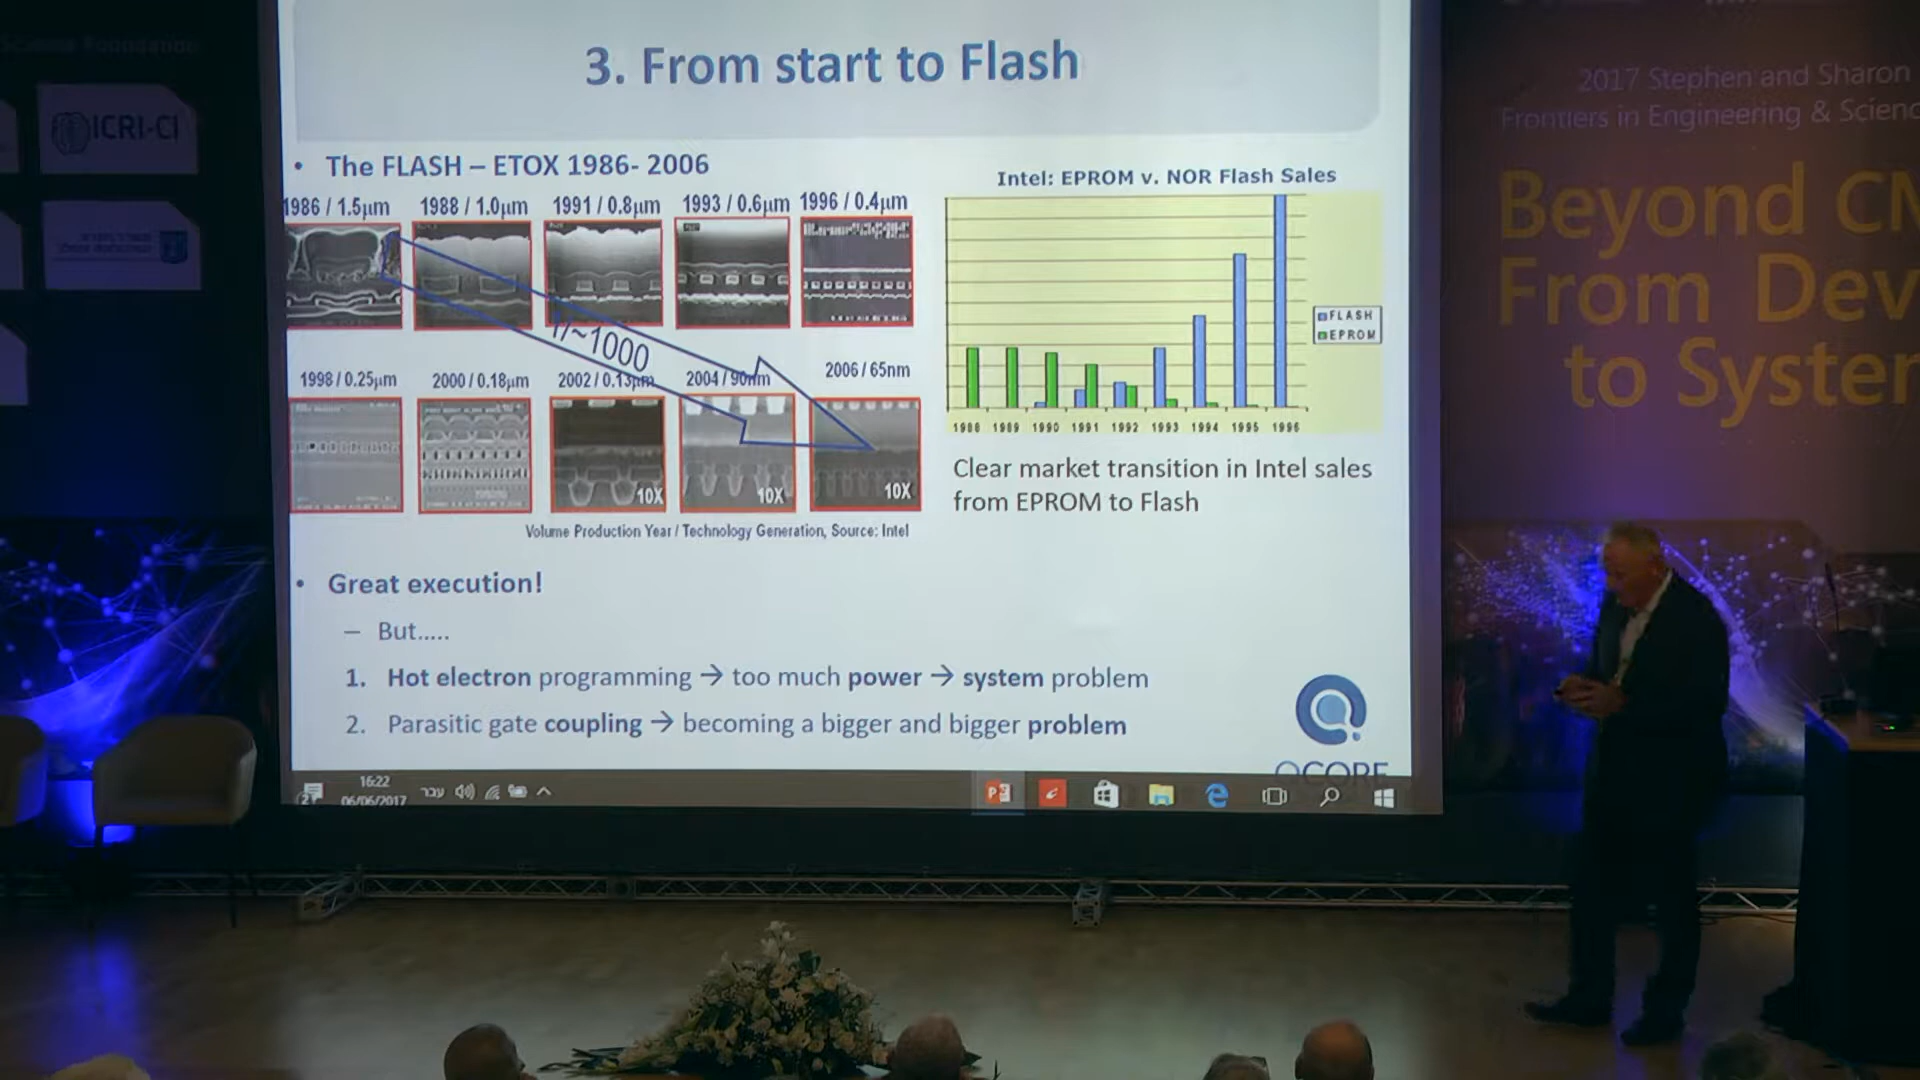 3. From start to Flash
• The FLASH – ETOX 1986- 2006
1986 / 1.5µm
1988 / 1.0µm
1991 / 0.8µm
1993 / 0.6µm
1996 / 0.4µm
1/~1000
1998 / 0.25µm
2000 / 0.18µm
2002 / 0.13µm
2004 / 90nm
2006 / 65nm
10X
10X
10X
Volume Production Year / Technology Generation, Source: Intel
Intel: EPROM v. NOR Flash Sales
FLASH
EPROM
1988 1989 1990 1991 1992 1993 1994 1995 1996
Clear market transition in Intel sales
from EPROM to Flash
• Great execution!
– But.....
1. Hot electron programming → too much power → system problem
2. Parasitic gate coupling → becoming a bigger and bigger problem
QCORE
16:22
06/06/2017
עבר
ICRI-CI
2017 Stephen and Sharon
Frontiers in Engineering & Scienc
Beyond CM
From Dev
to System